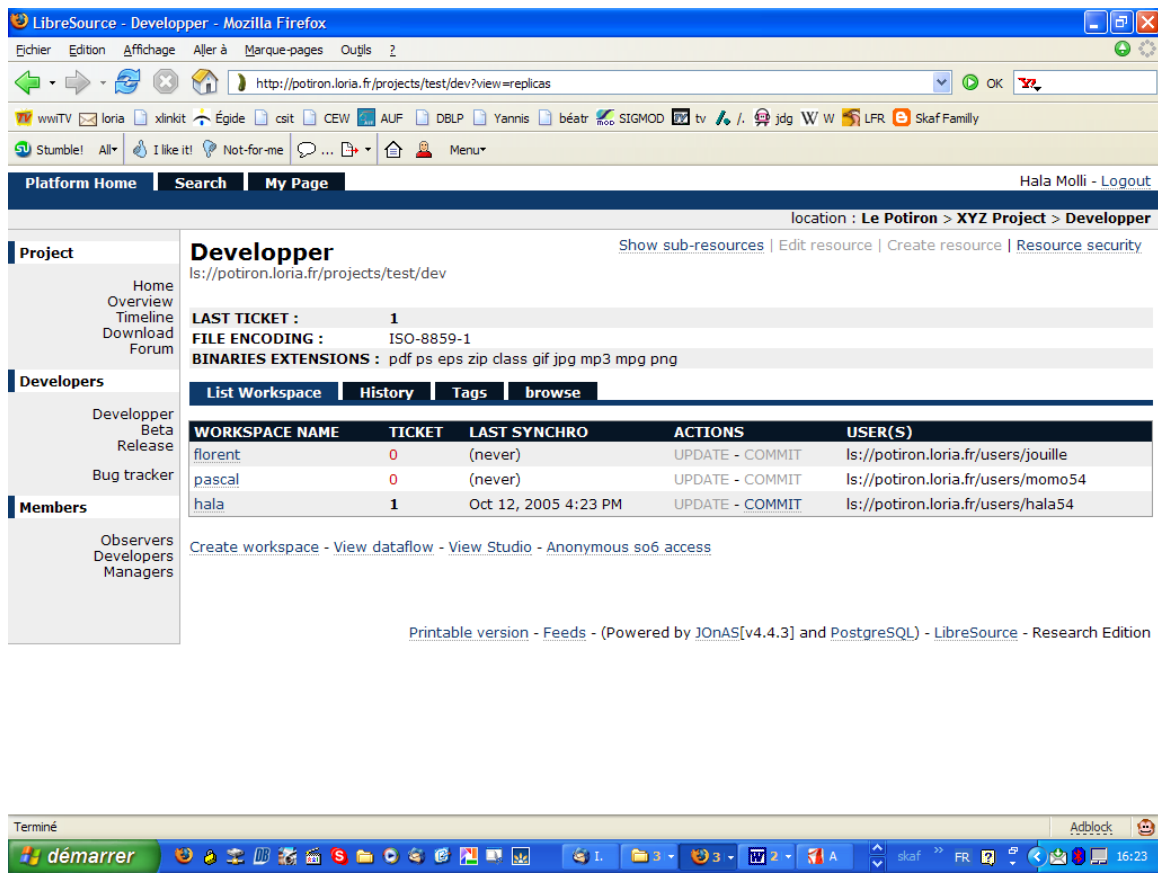 LibreSource - Developper - Mozilla Firefox
Fichier Edition Affichage Aller à Marque-pages Outils ?
http://potiron.loria.fr/projects/test/dev?view=replicas OK
wwiTV loria xlinkit Égide csit CEW AUF DBLP Yannis béatr SIGMOD tv /. jdg W LFR Skaf Familly
Stumble! All I like it! Not-for-me ... Menu
Platform Home Search My Page Hala Molli - Logout
location : Le Potiron > XYZ Project > Developper
Project
Home
Overview
Timeline
Download
Forum
Developers
Developper
Beta
Release
Bug tracker
Members
Observers
Developers
Managers
Developper
Show sub-resources | Edit resource | Create resource | Resource security
ls://potiron.loria.fr/projects/test/dev
LAST TICKET : 1
FILE ENCODING : ISO-8859-1
BINARIES EXTENSIONS : pdf ps eps zip class gif jpg mp3 mpg png
List Workspace History Tags browse
WORKSPACE NAME TICKET LAST SYNCHRO ACTIONS USER(S)
florent 0 (never) UPDATE - COMMIT ls://potiron.loria.fr/users/jouille
pascal 0 (never) UPDATE - COMMIT ls://potiron.loria.fr/users/momo54
hala 1 Oct 12, 2005 4:23 PM UPDATE - COMMIT ls://potiron.loria.fr/users/hala54
Create workspace - View dataflow - View Studio - Anonymous so6 access
Printable version - Feeds - (Powered by JOnAS[v4.4.3] and PostgreSQL) - LibreSource - Research Edition
Terminé Adblock
démarrer I. 3 3 2 A skaf » FR 16:23